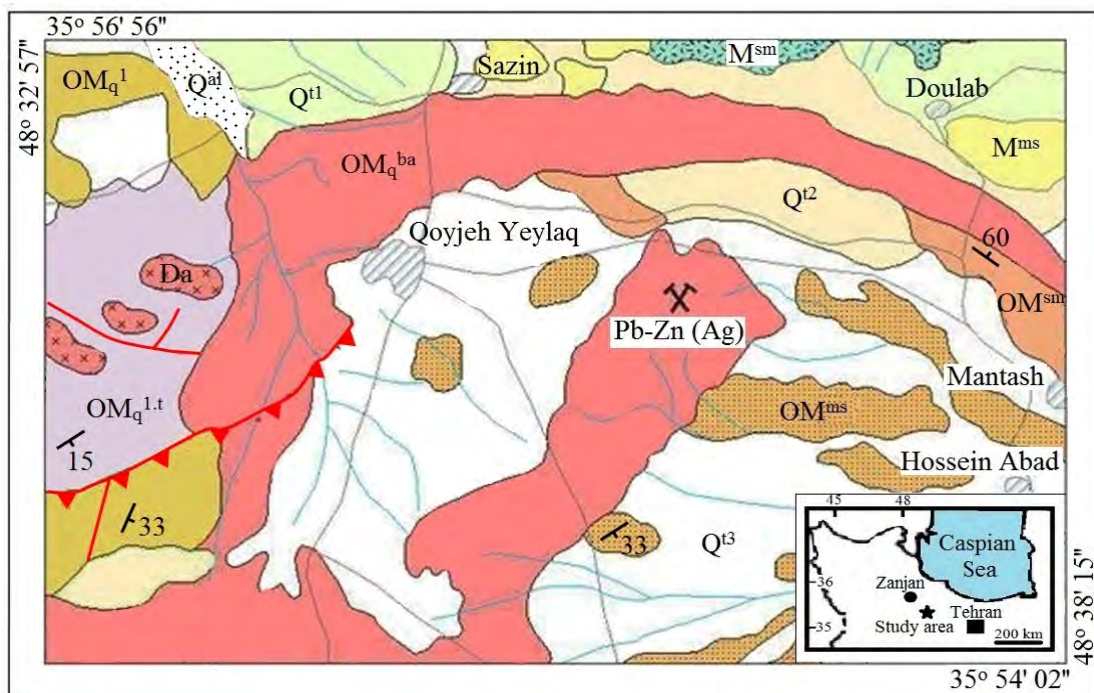 35° 56' 56"
48° 32' 57"
OMq¹
Qal
Qt1
Sazin
Msm
Doulab
Mms
OMqba
Qt2
Qoyjeh Yeylaq
60
Da
OMsm
Pb-Zn (Ag)
OMq1.t
Mantash
OMms
15
Hossein Abad
33
33
Qt3
45
48
Caspian
Sea
36
Zanjan
Tehran
35
Study area
200 km
48° 38' 15"
35° 54' 02"